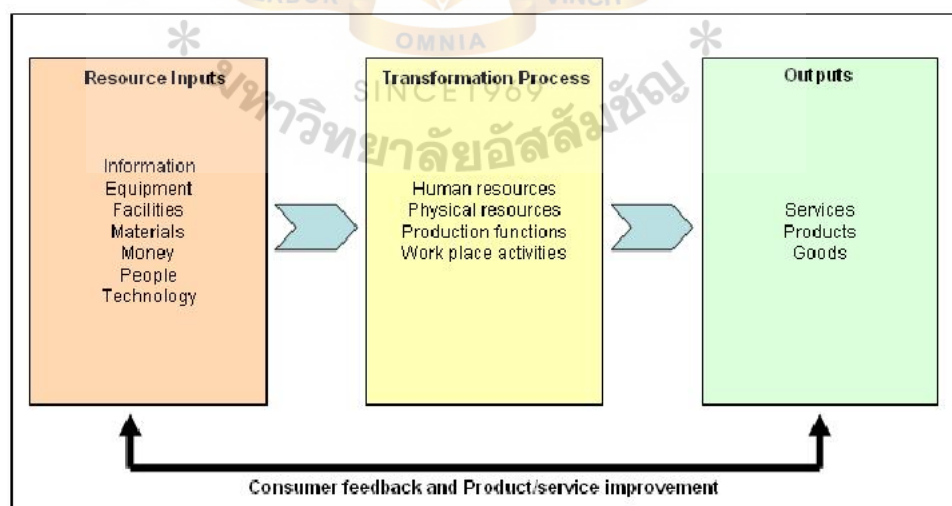 LABOR
VINCIT
OMNIA
SINCE1969
มหาวิทยาลัยอัสสัมชัญ
Resource Inputs
Information
Equipment
Facilities
Materials
Money
People
Technology
Transformation Process
Human resources
Physical resources
Production functions
Work place activities
Outputs
Services
Products
Goods
Consumer feedback and Product/service improvement